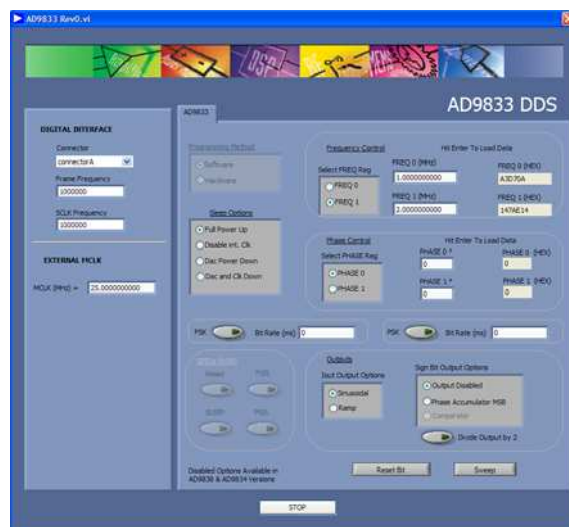 AD9833 Rev0.vi
DSP
AD9833 DDS
AD9833
DIGITAL INTERFACE
Connector
connectorA
Frame Frequency
1000000
SCLK Frequency
1000000
EXTERNAL MCLK
MCLK (MHz) = 25.0000000000
Programming Method
Software
Hardware
Sleep Options
Full Power Up
Disable int. Clk
Dac Power Down
Dac and Clk Down
Frequency Control
Hit Enter To Load Data
Select FREQ Reg
FREQ 0
FREQ 1
FREQ 0 (MHz)
1.0000000000
FREQ 0 (HEX)
A3D70A
FREQ 1 (MHz)
2.0000000000
FREQ 1 (HEX)
147AE14
Phase Control
Hit Enter To Load Data
Select PHASE Reg
PHASE 0
PHASE 1
PHASE 0 °
0
PHASE 0 (HEX)
0
PHASE 1 °
0
PHASE 1 (HEX)
0
FSK Bit Rate (ms) 0
PSK Bit Rate (ms) 0
Outputs
Iout Output Options
Sinusoidal
Ramp
Sign Bit Output Options
Output Disabled
Phase Accumulator MSB
Comparator
Divide Output by 2
Disabled Options Available in
AD9838 & AD9834 Versions
Reset Bit
Sweep
STOP